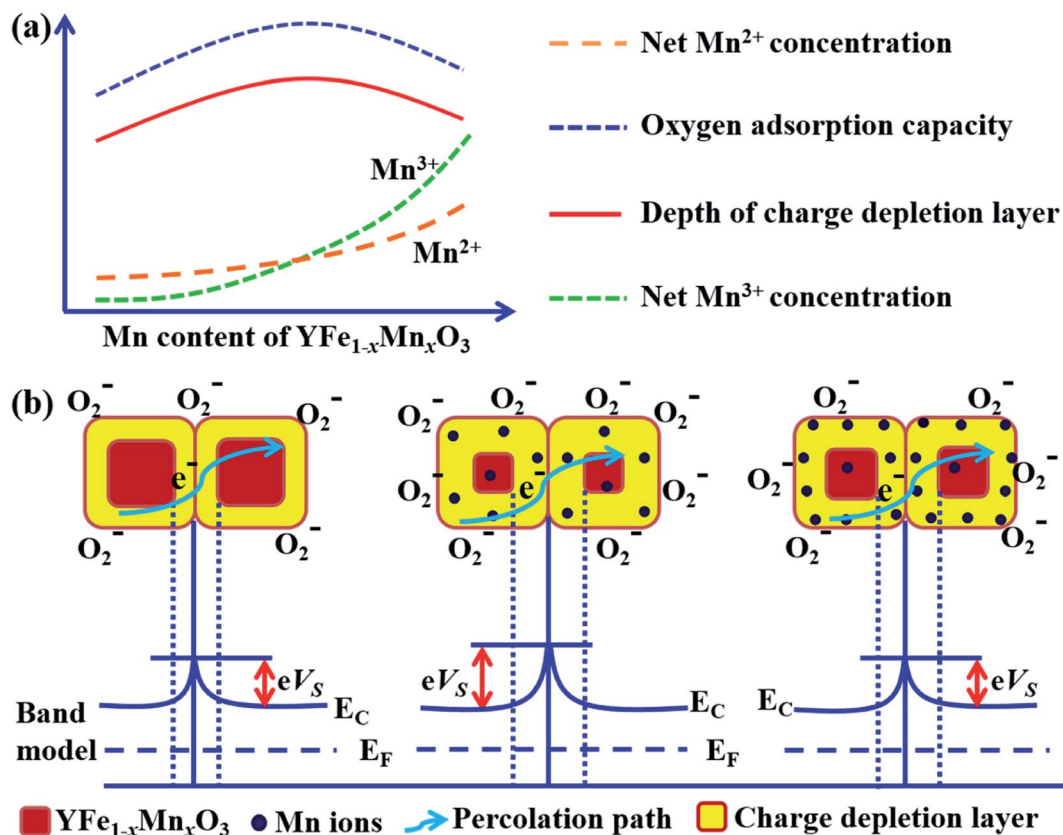 (a)
Net Mn²⁺ concentration
Oxygen adsorption capacity
Mn³⁺
Depth of charge depletion layer
Mn²⁺
Net Mn³⁺ concentration
Mn content of YFe₁₋ₓMnₓO₃
(b)
O₂⁻ O₂⁻ O₂⁻ O₂⁻ O₂⁻ O₂⁻ O₂⁻ O₂⁻ O₂⁻
e⁻ e⁻ e⁻
O₂⁻ O₂⁻ O₂⁻ O₂⁻
O₂⁻ O₂⁻ O₂⁻ O₂⁻ O₂⁻ O₂⁻
eVS eVS eVS
EC EC EC
Band
model
EF EF
YFe₁₋ₓMnₓO₃ Mn ions Percolation path Charge depletion layer